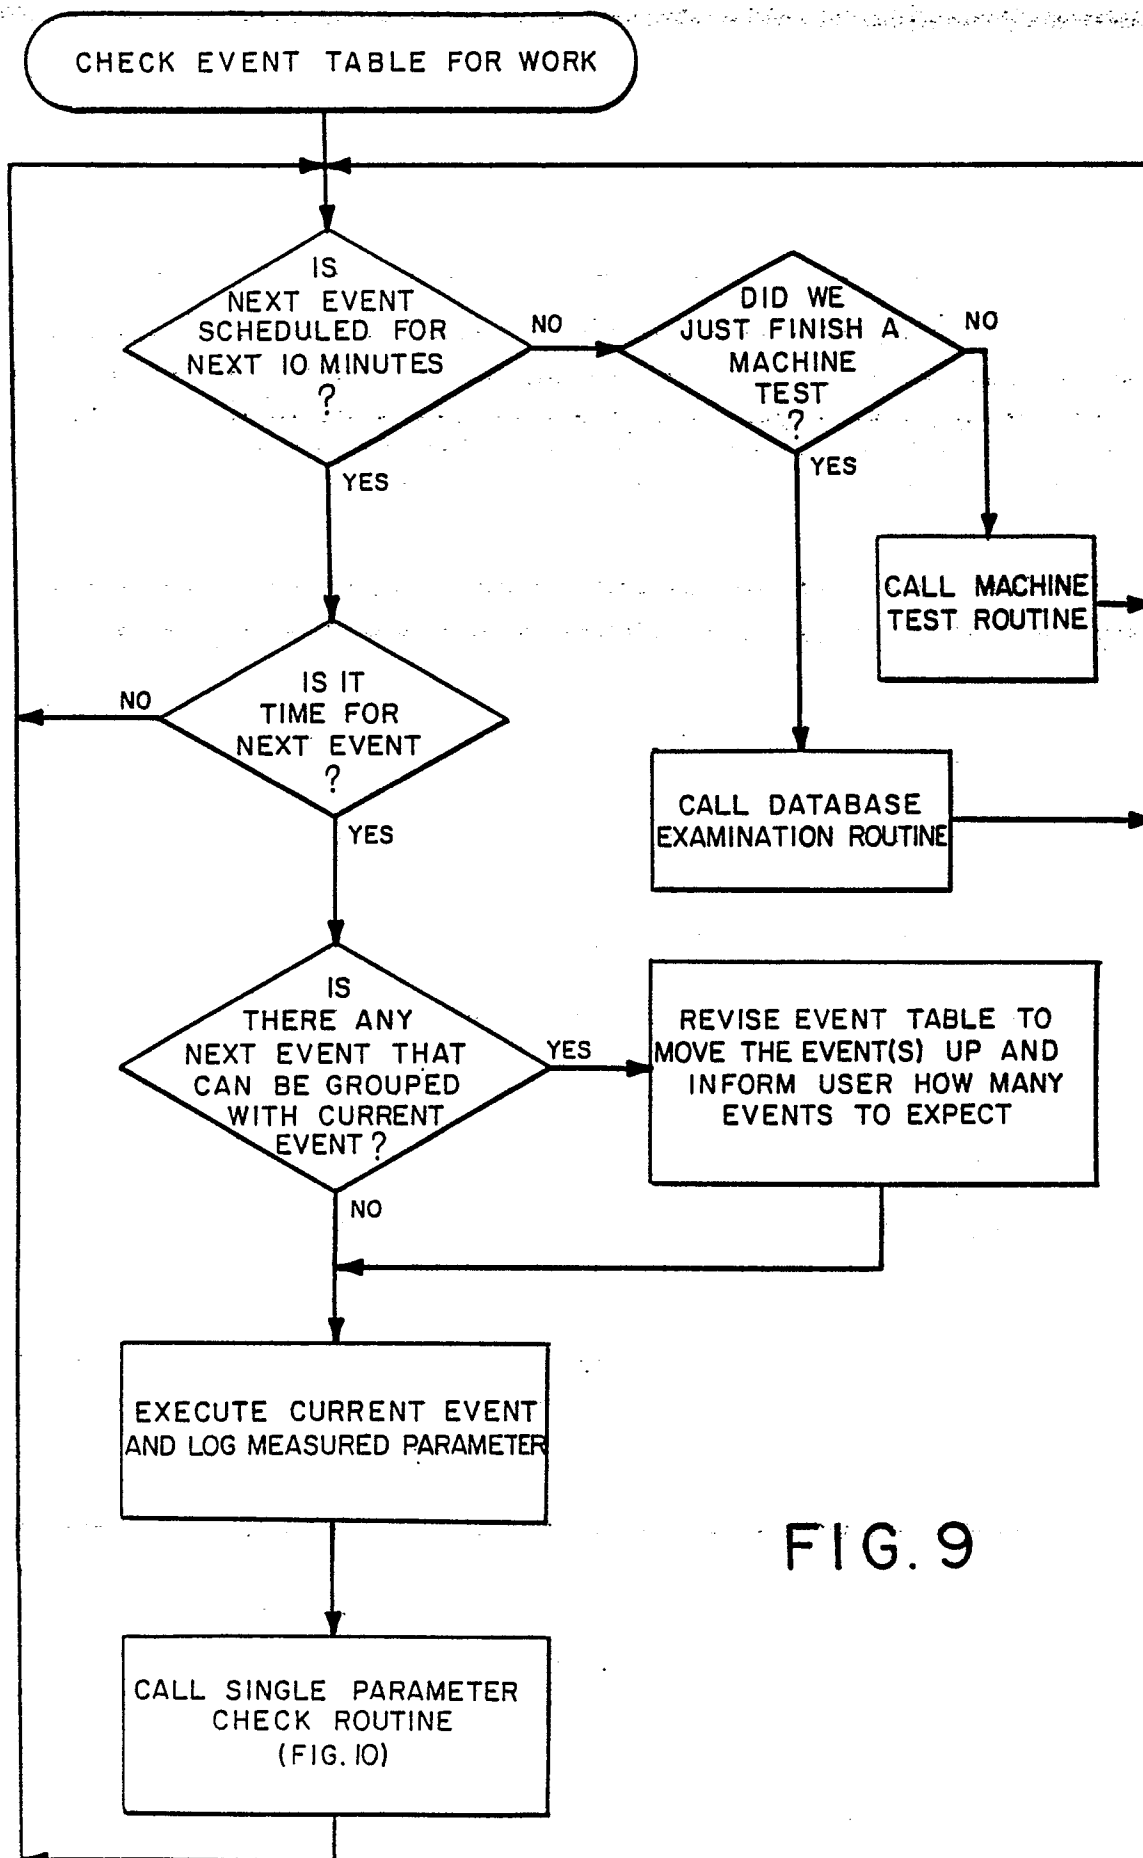 CHECK EVENT TABLE FOR WORK
IS
NEXT EVENT
SCHEDULED FOR
NEXT 10 MINUTES
?
NO
YES
DID WE
JUST FINISH A
MACHINE
TEST
?
NO
YES
CALL MACHINE
TEST ROUTINE
IS IT
TIME FOR
NEXT EVENT
?
NO
YES
CALL DATABASE
EXAMINATION ROUTINE
IS
THERE ANY
NEXT EVENT THAT
CAN BE GROUPED
WITH CURRENT
EVENT?
YES
NO
REVISE EVENT TABLE TO
MOVE THE EVENT(S) UP AND
INFORM USER HOW MANY
EVENTS TO EXPECT
EXECUTE CURRENT EVENT
AND LOG MEASURED PARAMETER
CALL SINGLE PARAMETER
CHECK ROUTINE
(FIG. 10)
FIG. 9